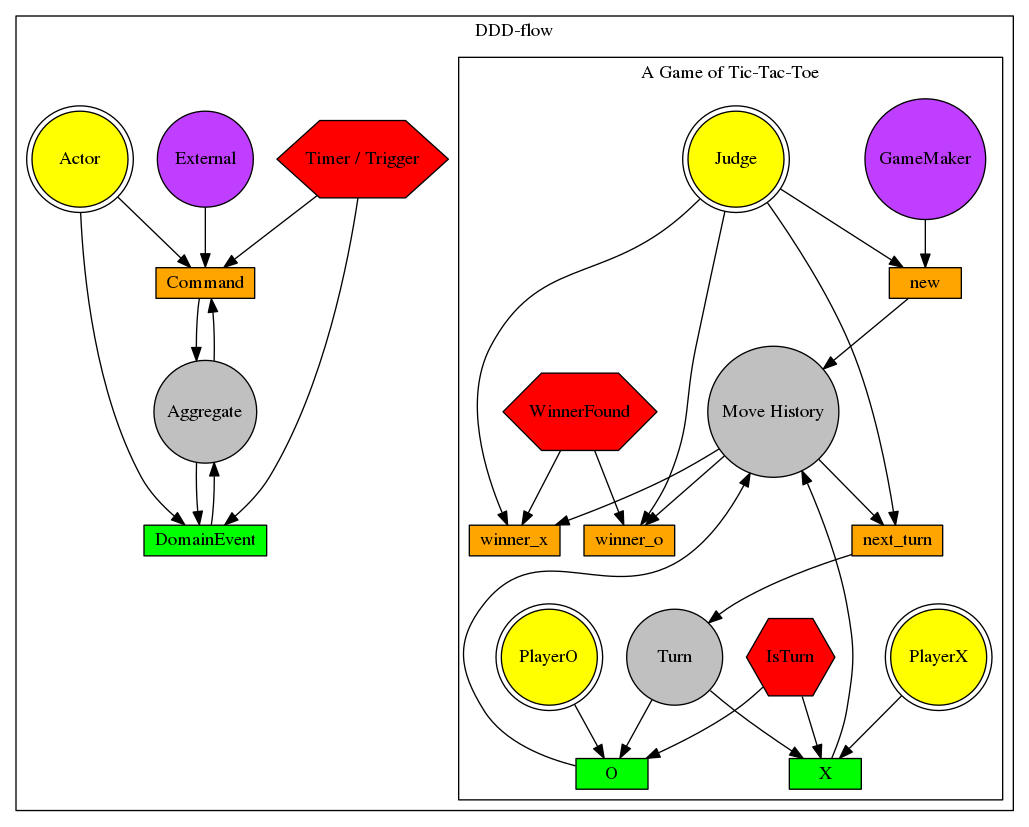 DDD-flow
A Game of Tic-Tac-Toe
Actor
External
Timer / Trigger
Judge
GameMaker
Command
new
Aggregate
WinnerFound
Move History
DomainEvent
winner_x
winner_o
next_turn
PlayerO
Turn
IsTurn
PlayerX
O
X